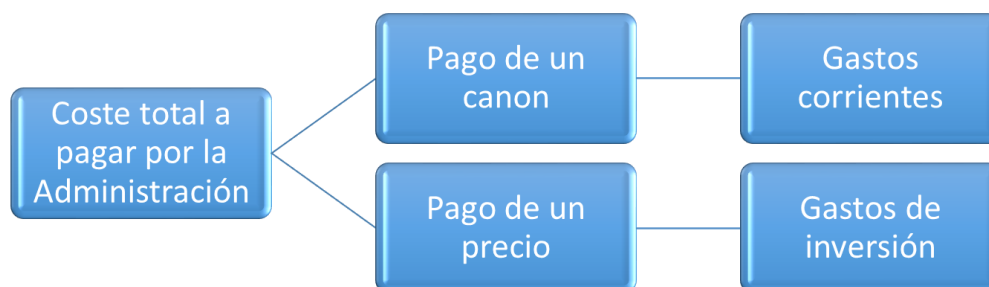 Coste total a
pagar por la
Administración
Pago de un
canon
Gastos
corrientes
Pago de un
precio
Gastos de
inversión